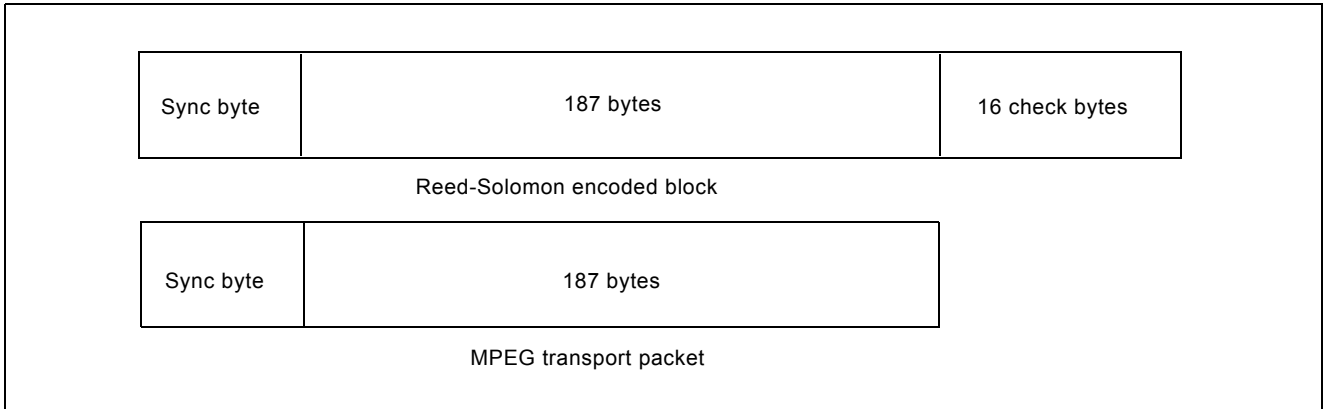 Sync byte
187 bytes
16 check bytes
Reed-Solomon encoded block
Sync byte
187 bytes
MPEG transport packet